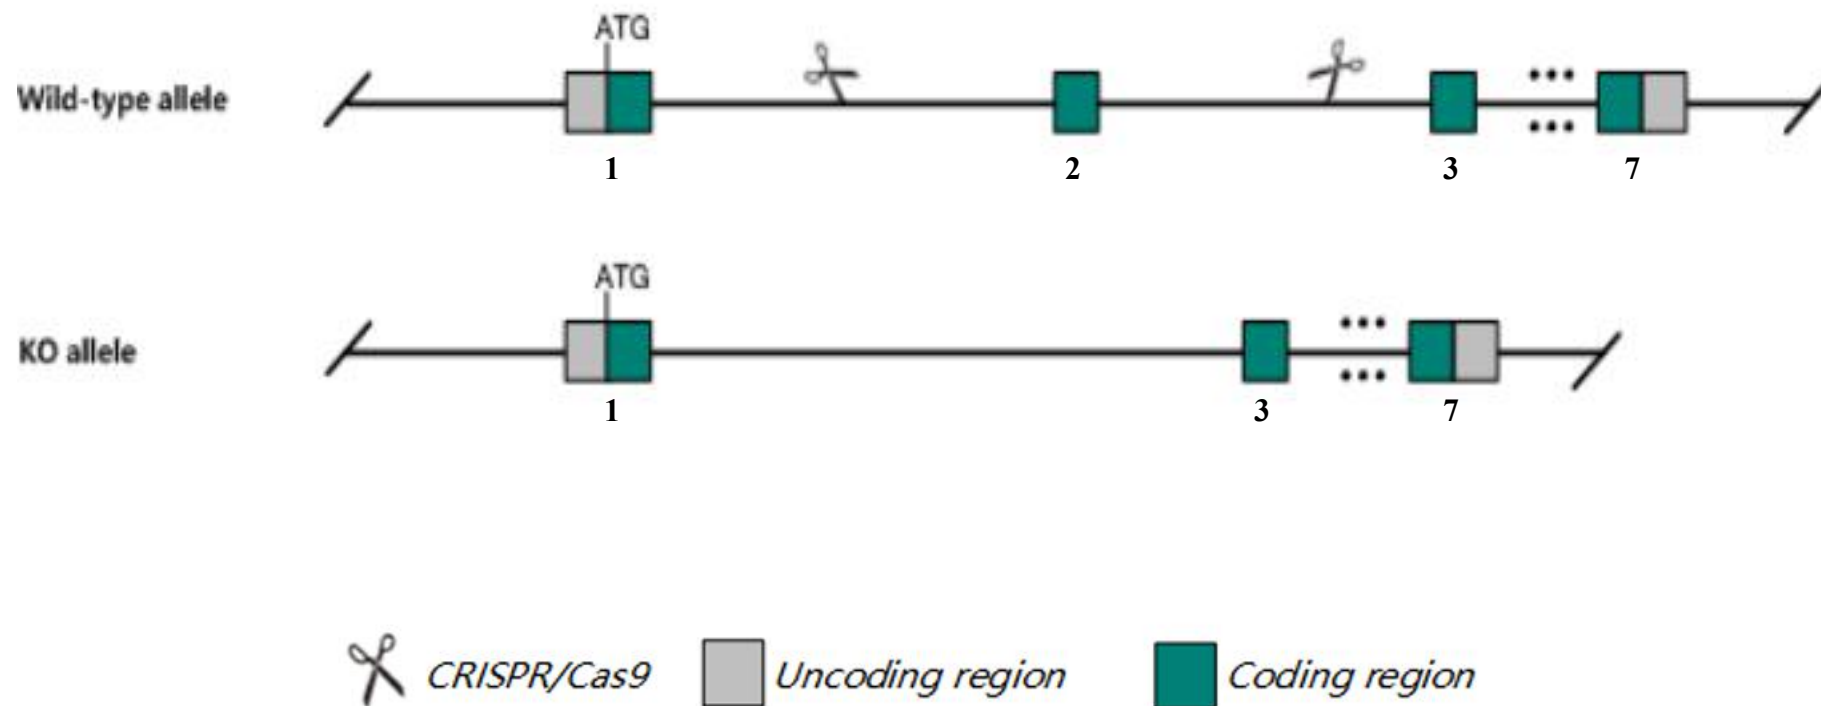 ATG
Wild-type allele
1 2 3 7
ATG
KO allele
1 3 7
CRISPR/Cas9 Uncoding region Coding region